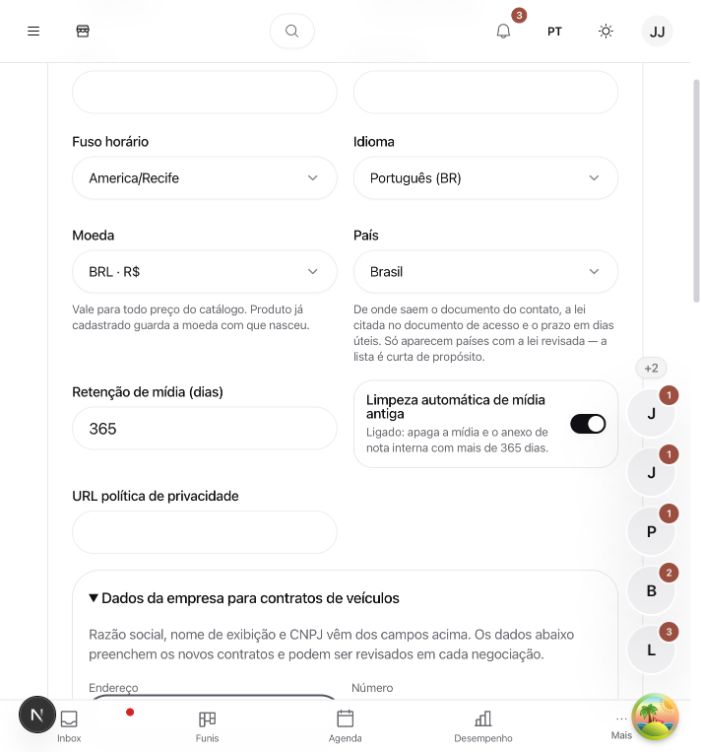 3
PT
JJ
Fuso horário
Idioma
America/Recife
Português (BR)
Moeda
País
BRL · R$
Brasil
Vale para todo preço do catálogo. Produto já
cadastrado guarda a moeda com que nasceu.
De onde saem o documento do contato, a lei
citada no documento de acesso e o prazo em dias
úteis. Só aparecem países com a lei revisada — a
lista é curta de propósito.
+2
Retenção de mídia (dias)
365
Limpeza automática de mídia
antiga
Ligado: apaga a mídia e o anexo de
nota interna com mais de 365 dias.
1
J
1
J
URL política de privacidade
1
P
2
B
3
L
▼ Dados da empresa para contratos de veículos
Razão social, nome de exibição e CNPJ vêm dos campos acima. Os dados abaixo
preenchem os novos contratos e podem ser revisados em cada negociação.
Endereço
Número
N
Inbox
Funis
Agenda
Desempenho
Mais